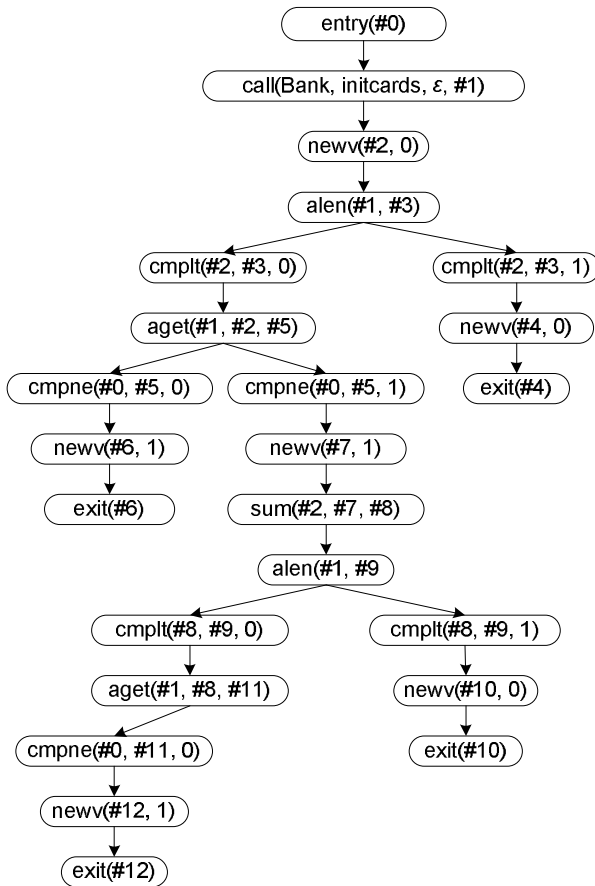 entry(#0)
call(Bank, initcards, ε, #1)
newv(#2, 0)
alen(#1, #3)
cmplt(#2, #3, 0)
cmplt(#2, #3, 1)
aget(#1, #2, #5)
newv(#4, 0)
cmpne(#0, #5, 0)
cmpne(#0, #5, 1)
exit(#4)
newv(#6, 1)
newv(#7, 1)
exit(#6)
sum(#2, #7, #8)
alen(#1, #9
cmplt(#8, #9, 0)
cmplt(#8, #9, 1)
aget(#1, #8, #11)
newv(#10, 0)
cmpne(#0, #11, 0)
exit(#10)
newv(#12, 1)
exit(#12)